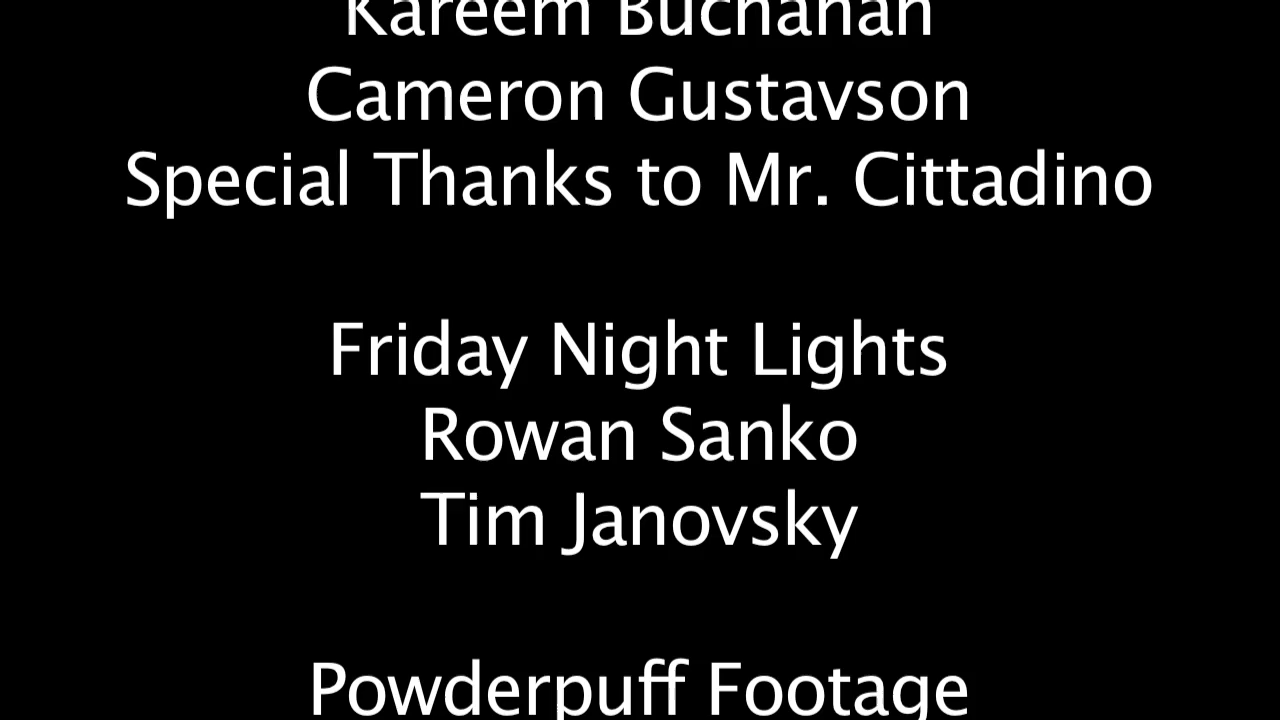 Kareem Buchanan
Cameron Gustavson
Special Thanks to Mr. Cittadino
Friday Night Lights
Rowan Sanko
Tim Janovsky
Powderpuff Footage